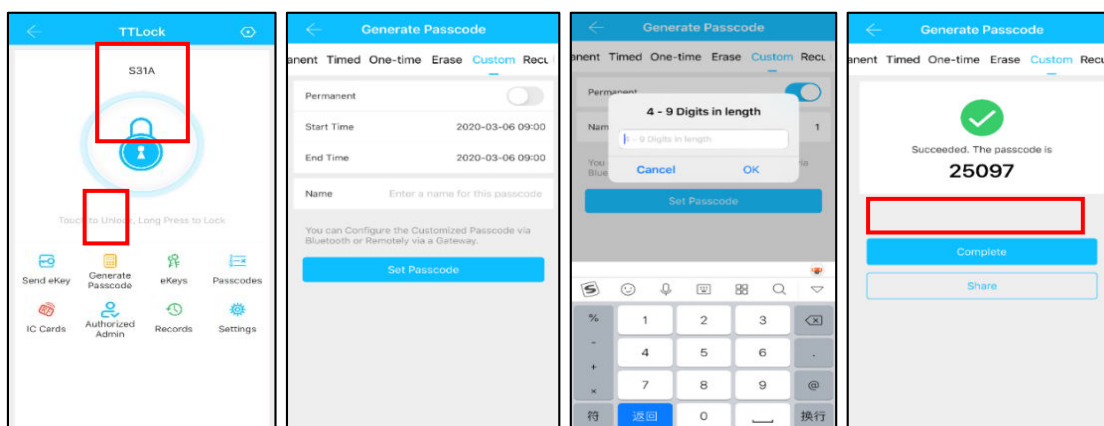 TTLock
S31A
Touch to Unlock, Long Press to Lock
Send eKey
Generate Passcode
eKeys
Passcodes
IC Cards
Authorized Admin
Records
Settings
Generate Passcode
anent Timed One-time Erase Custom Recu
Permanent
Start Time 2020-03-06 09:00
End Time 2020-03-06 09:00
Name Enter a name for this passcode
You can Configure the Customized Passcode via
Bluetooth or Remotely via a Gateway.
Set Passcode
Generate Passcode
anent Timed One-time Erase Custom Recu
Permanent
4 - 9 Digits in length
Nam 1
4 - 9 Digits in length
You via
Blue
Cancel OK
Set Passcode
% 1 2 3
- 4 5 6 .
+
× 7 8 9 @
符 返回 0 换行
Generate Passcode
anent Timed One-time Erase Custom Recu
Succeeded. The passcode is
25097
Complete
Share